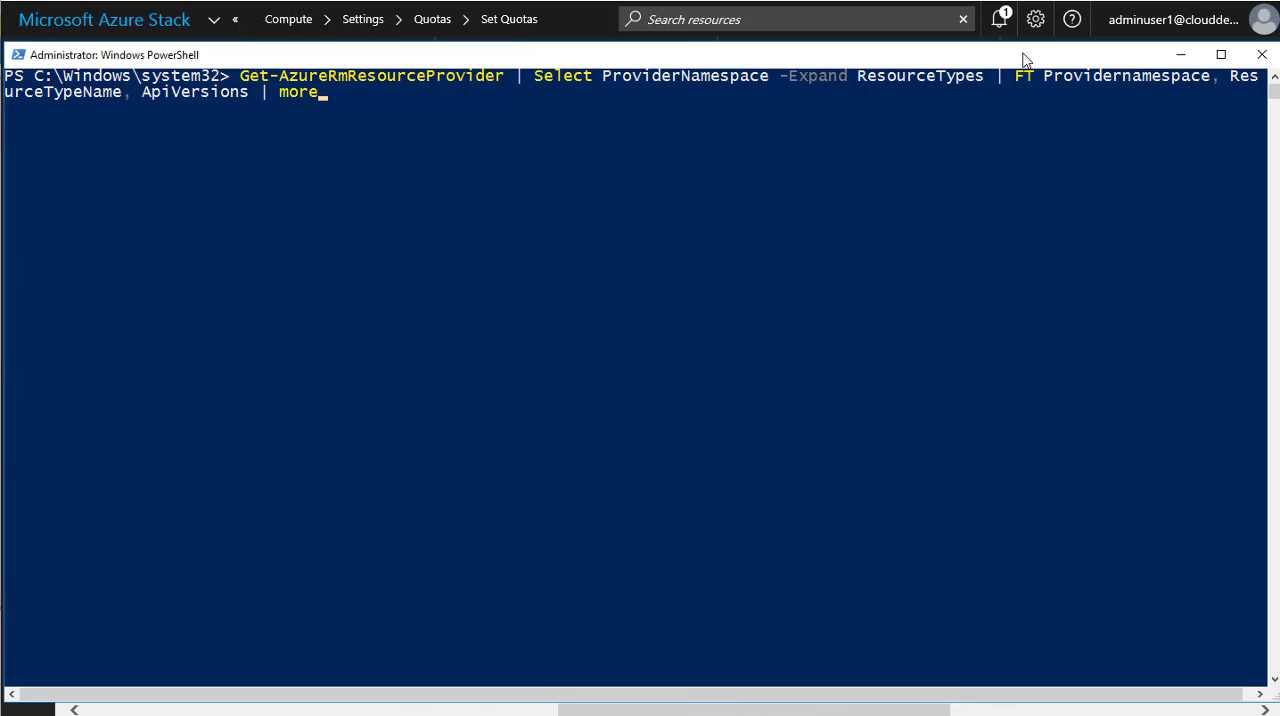 Microsoft Azure Stack « Compute > Settings > Quotas > Set Quotas Search resources × 1 ? adminuser1@cloudde...
Administrator: Windows PowerShell
PS C:\Windows\system32> Get-AzureRmResourceProvider | Select ProviderNamespace -Expand ResourceTypes | FT Providernamespace, Res
urceTypeName, ApiVersions | more